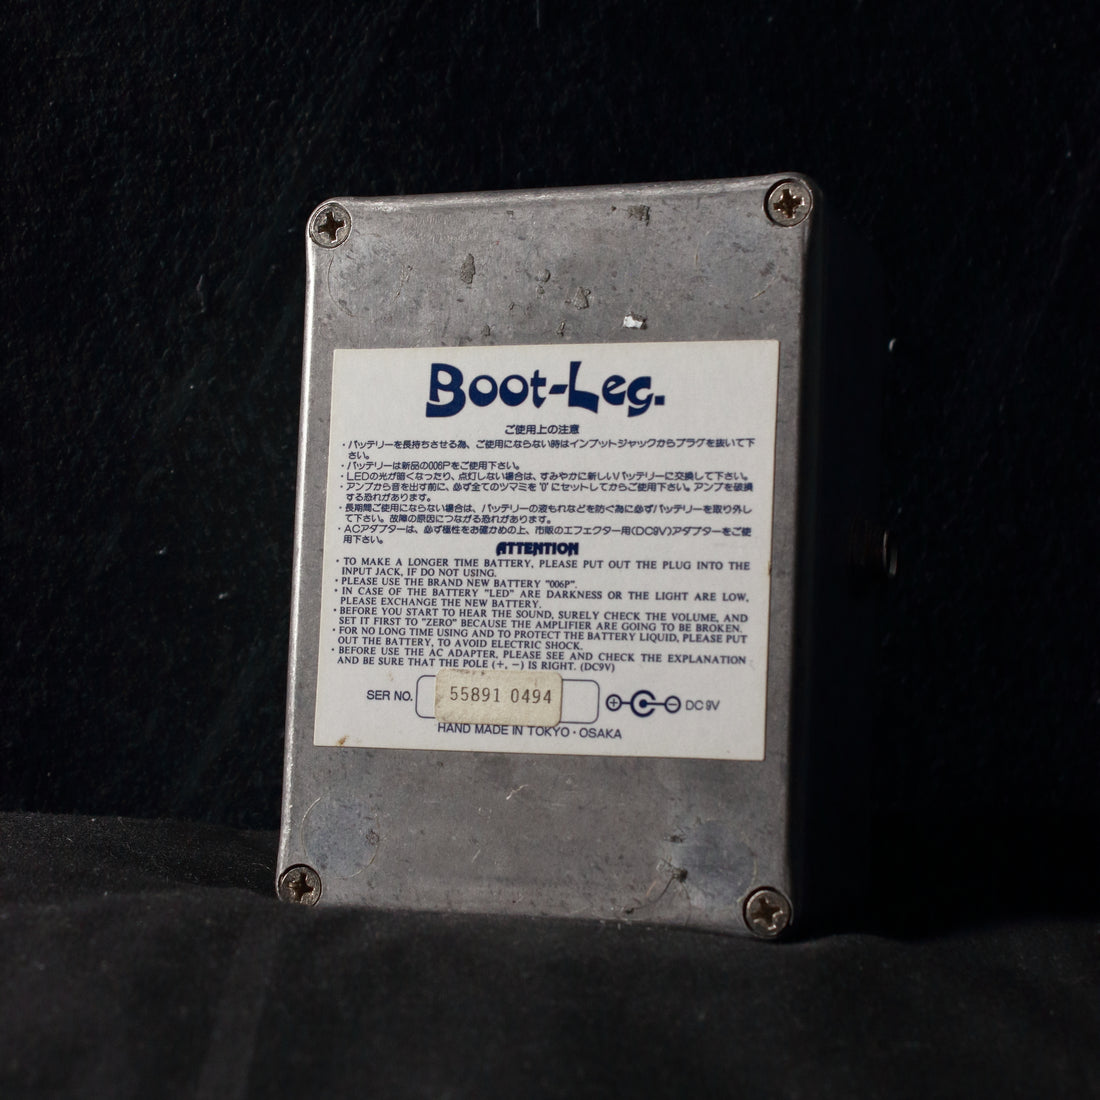 Boot-Leg.
ご使用上の注意
・バッテリーを長持ちさせる為、ご使用にならない時はインプットジャックからプラグを抜いて下
さい。
・バッテリーは新品の006Pをご使用下さい。
・LEDの光が暗くなったり、点灯しない場合は、すみやかに新しいバッテリーに交換して下さい。
・アンプから音を出す前に、必ず全てのツマミを"0"にセットしてからご使用下さい。アンプを破損
する恐れがあります。
・長期間ご使用にならない場合は、バッテリーの液もれなどを防ぐ為に必ずバッテリーを取り外し
て下さい。故障の原因につながる恐れがあります。
・ACアダプターは、必ず極性をお確かめの上、市販のエフェクター用(DC9V)アダプターをご使
用下さい。
ATTENTION
・TO MAKE A LONGER TIME BATTERY, PLEASE PUT OUT THE PLUG INTO THE
INPUT JACK, IF DO NOT USING.
・PLEASE USE THE BRAND NEW BATTERY "006P".
・IN CASE OF THE BATTERY "LED" ARE DARKNESS OR THE LIGHT ARE LOW,
PLEASE EXCHANGE THE NEW BATTERY.
・BEFORE YOU START TO HEAR THE SOUND, SURELY CHECK THE VOLUME, AND
SET IT FIRST TO "ZERO" BECAUSE THE AMPLIFIER ARE GOING TO BE BROKEN.
・FOR NO LONG TIME USING AND TO PROTECT THE BATTERY LIQUID, PLEASE PUT
OUT THE BATTERY, TO AVOID ELECTRIC SHOCK.
・BEFORE USE THE AC ADAPTER, PLEASE SEE AND CHECK THE EXPLANATION
AND BE SURE THAT THE POLE (+, −) IS RIGHT. (DC9V)
SER NO. 55891 0494 DC 9V
HAND MADE IN TOKYO・OSAKA